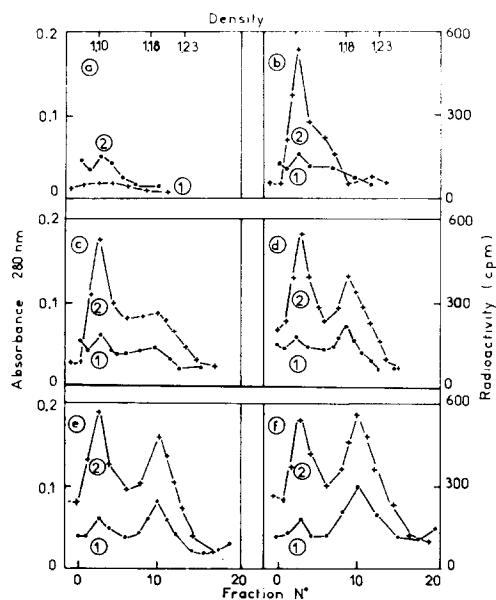 Density
1,10 1,18 1,23 1,18 1,23
0.2 600
a b
2
0.1 300
2
1 1
0 0
0.2 600
c d
2 2
0.1 300
1 1
0 0
0,2 600
e f
2 2
0,1 300
1 1
0 0
0 10 20 0 10 20
Fraction N°
Absorbance 280 nm
Radioactivity (cpm)